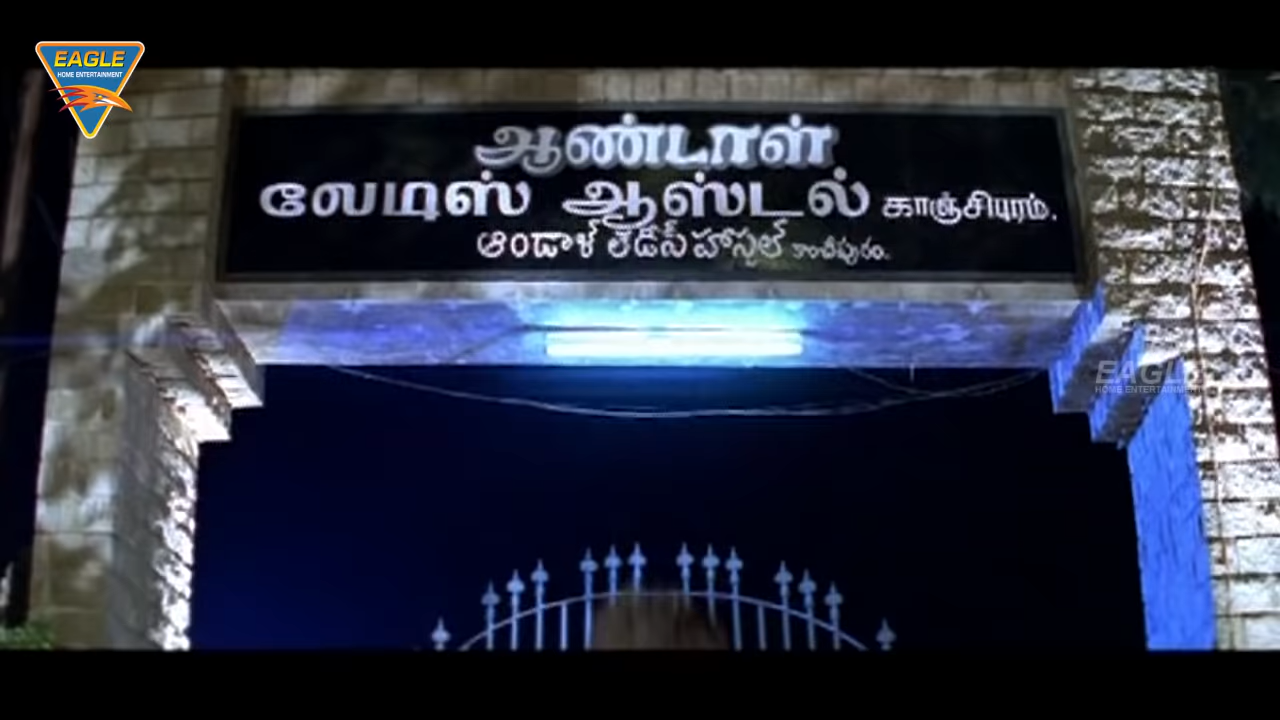 EAGLE
HOME ENTERTAINMENT
ஆண்டாள்
லேடிஸ் ஆஸ்டல் காஞ்சிபுரம்.
ఆండాళ్ లేడీస్ హాస్టల్ కాంచీపురం.
EAGLE
HOME ENTERTAINMENT